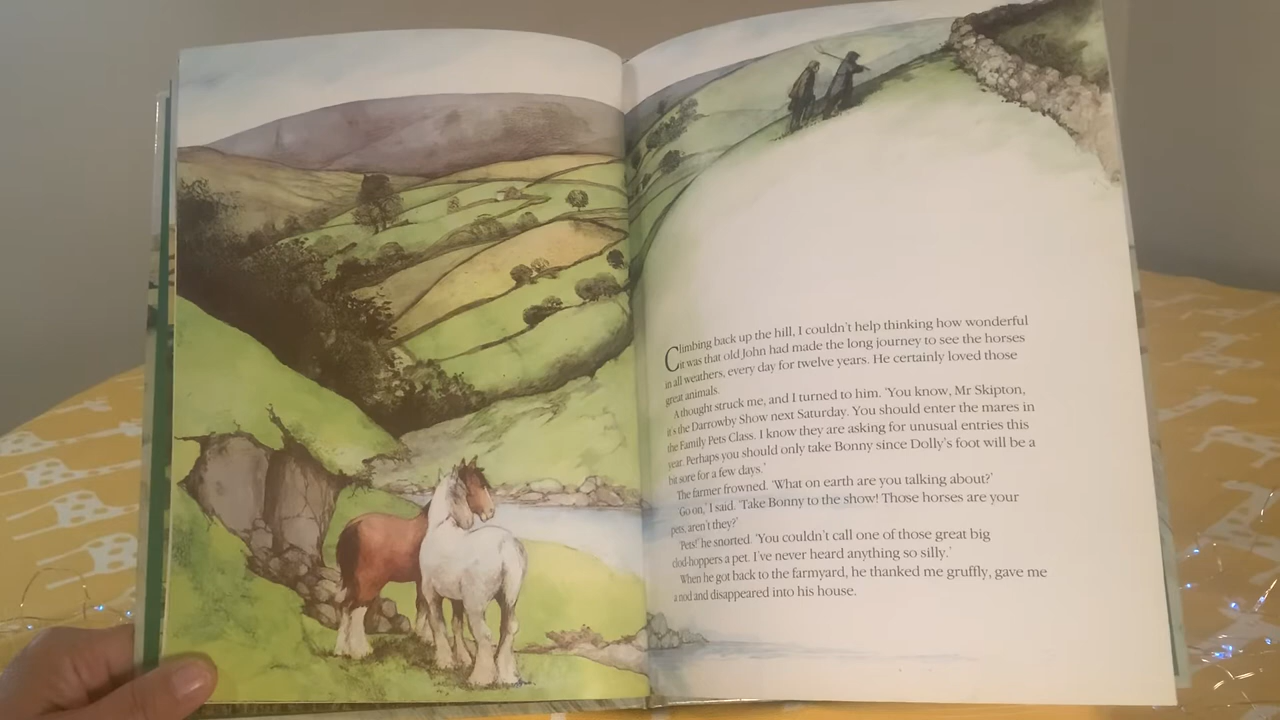 Climbing back up the hill, I couldn't help thinking how wonderful
it was that old John had made the long journey to see the horses
in all weathers, every day for twelve years. He certainly loved those
great animals.
A thought struck me, and I turned to him. 'You know, Mr Skipton,
it's the Darrowby Show next Saturday. You should enter the mares in
the Family Pets Class. I know they are asking for unusual entries this
year. Perhaps you should only take Bonny since Dolly's foot will be a
bit sore for a few days.'
The farmer frowned. 'What on earth are you talking about?'
'Go on,' I said. 'Take Bonny to the show! Those horses are your
pets, aren't they?'
'Pets!' he snorted. 'You couldn't call one of those great big
clod-hoppers a pet. I've never heard anything so silly.'
When he got back to the farmyard, he thanked me gruffly, gave me
a nod and disappeared into his house.